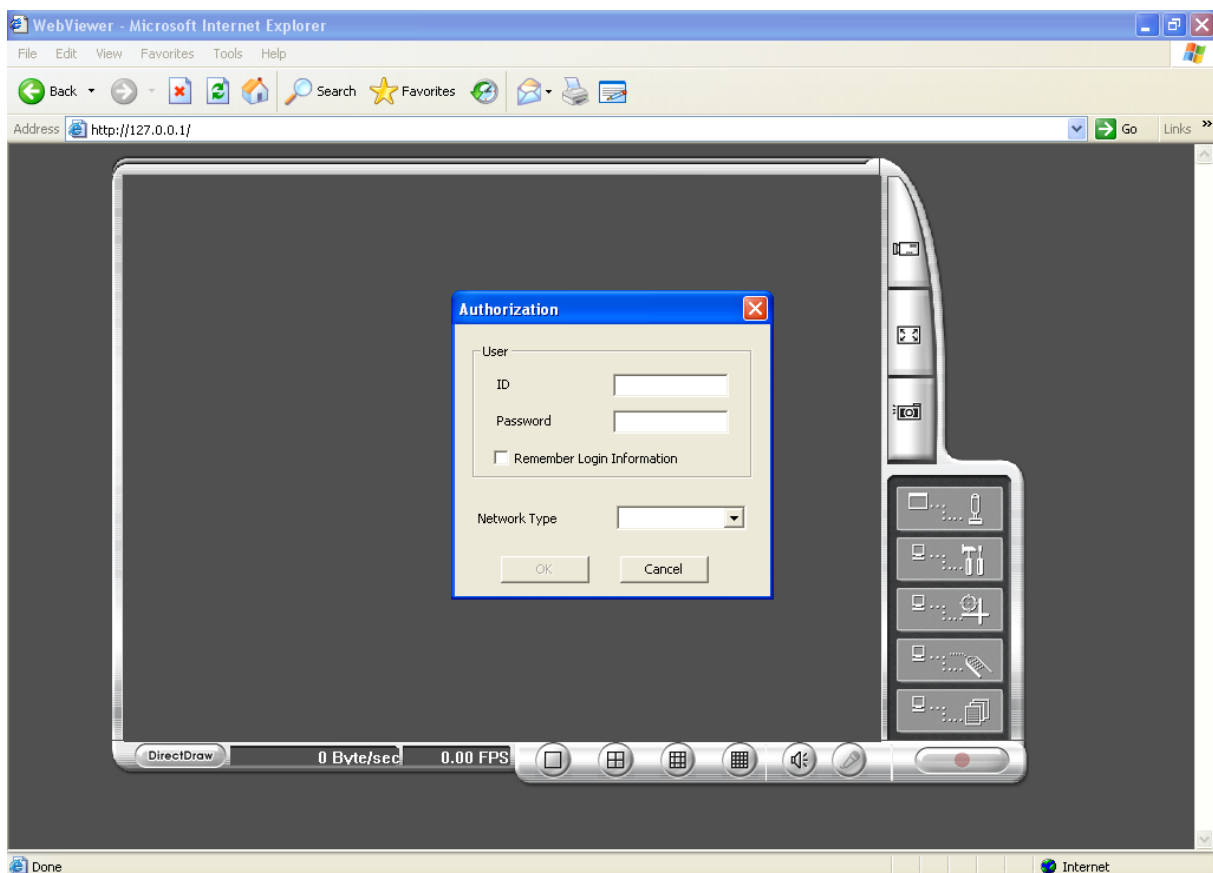 WebViewer - Microsoft Internet Explorer
File Edit View Favorites Tools Help
Back Search Favorites
Address http://127.0.0.1/ Go Links »
Authorization
User
ID
Password
Remember Login Information
Network Type
OK Cancel
DirectDraw 0 Byte/sec 0.00 FPS
Done Internet